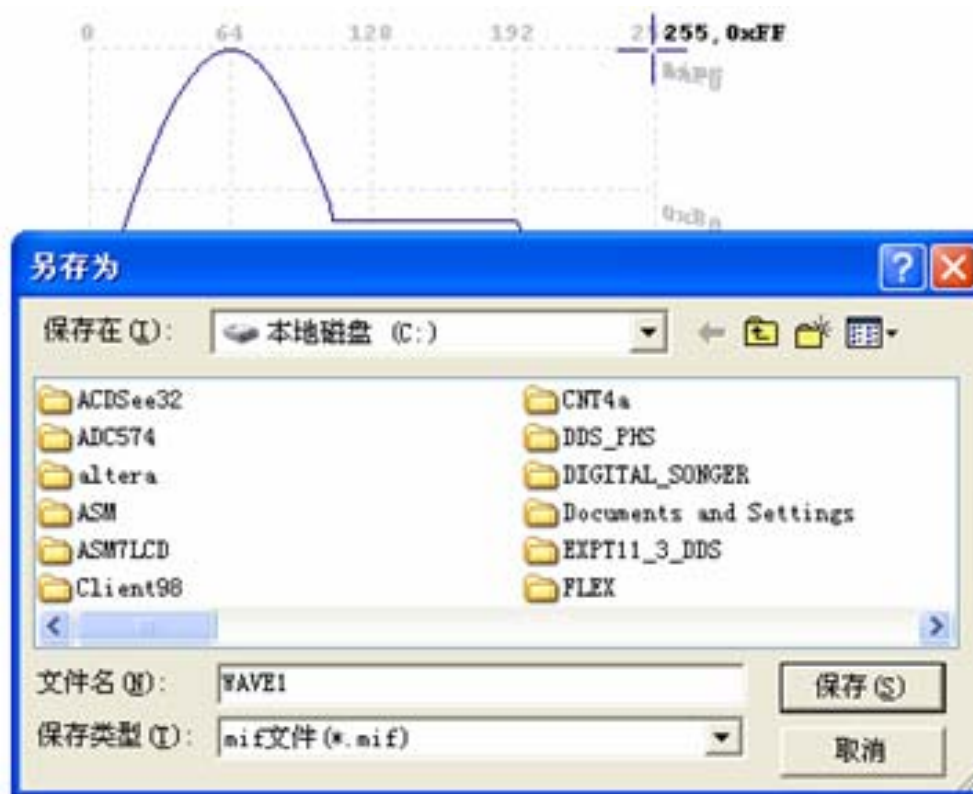 0 64 128 192 2 255,0xFF
另存为
保存在(I): 本地磁盘 (C:)
ACDSee32 CNT4a
ADC574 DDS_PHS
altera DIGITAL_SONGER
ASM Documents and Settings
ASM7LCD EXPT11_3_DDS
Client98 FLEX
文件名(N): WAVE1 保存(S)
保存类型(T): mif文件(*.mif) 取消